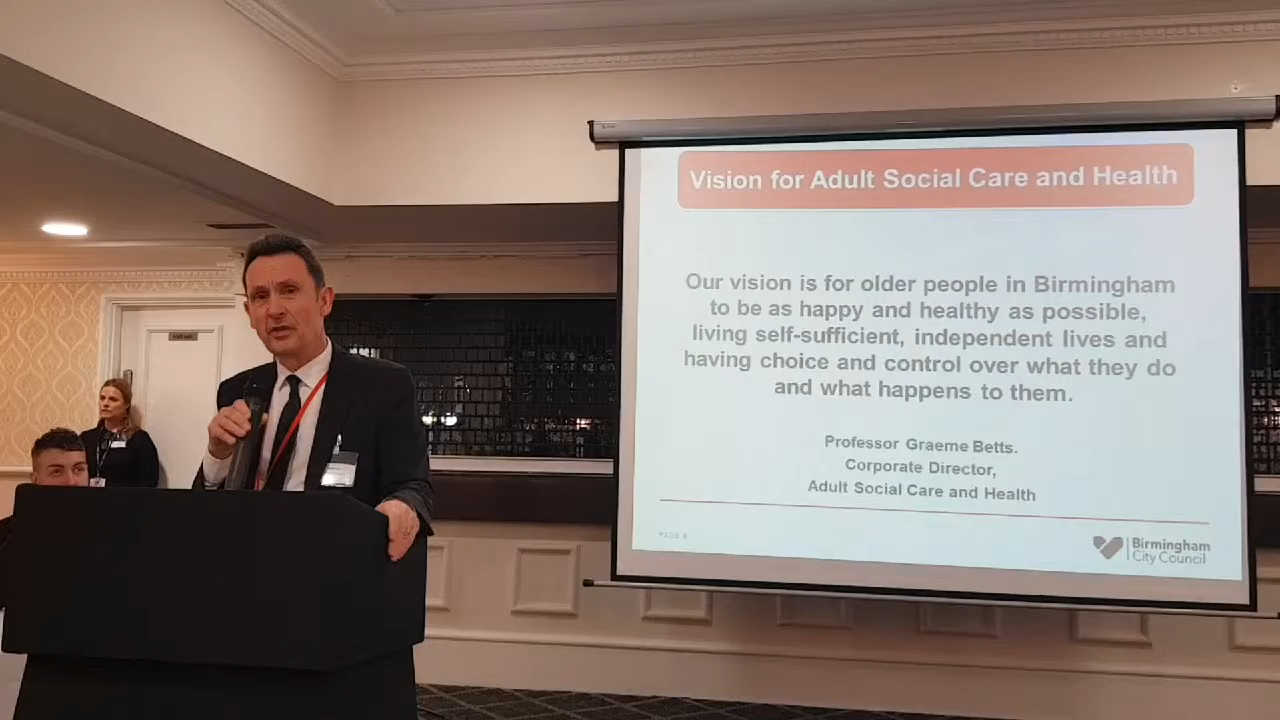 Vision for Adult Social Care and Health
Our vision is for older people in Birmingham
to be as happy and healthy as possible,
living self-sufficient, independent lives and
having choice and control over what they do
and what happens to them.
Professor Graeme Betts.
Corporate Director,
Adult Social Care and Health
Birmingham
City Council